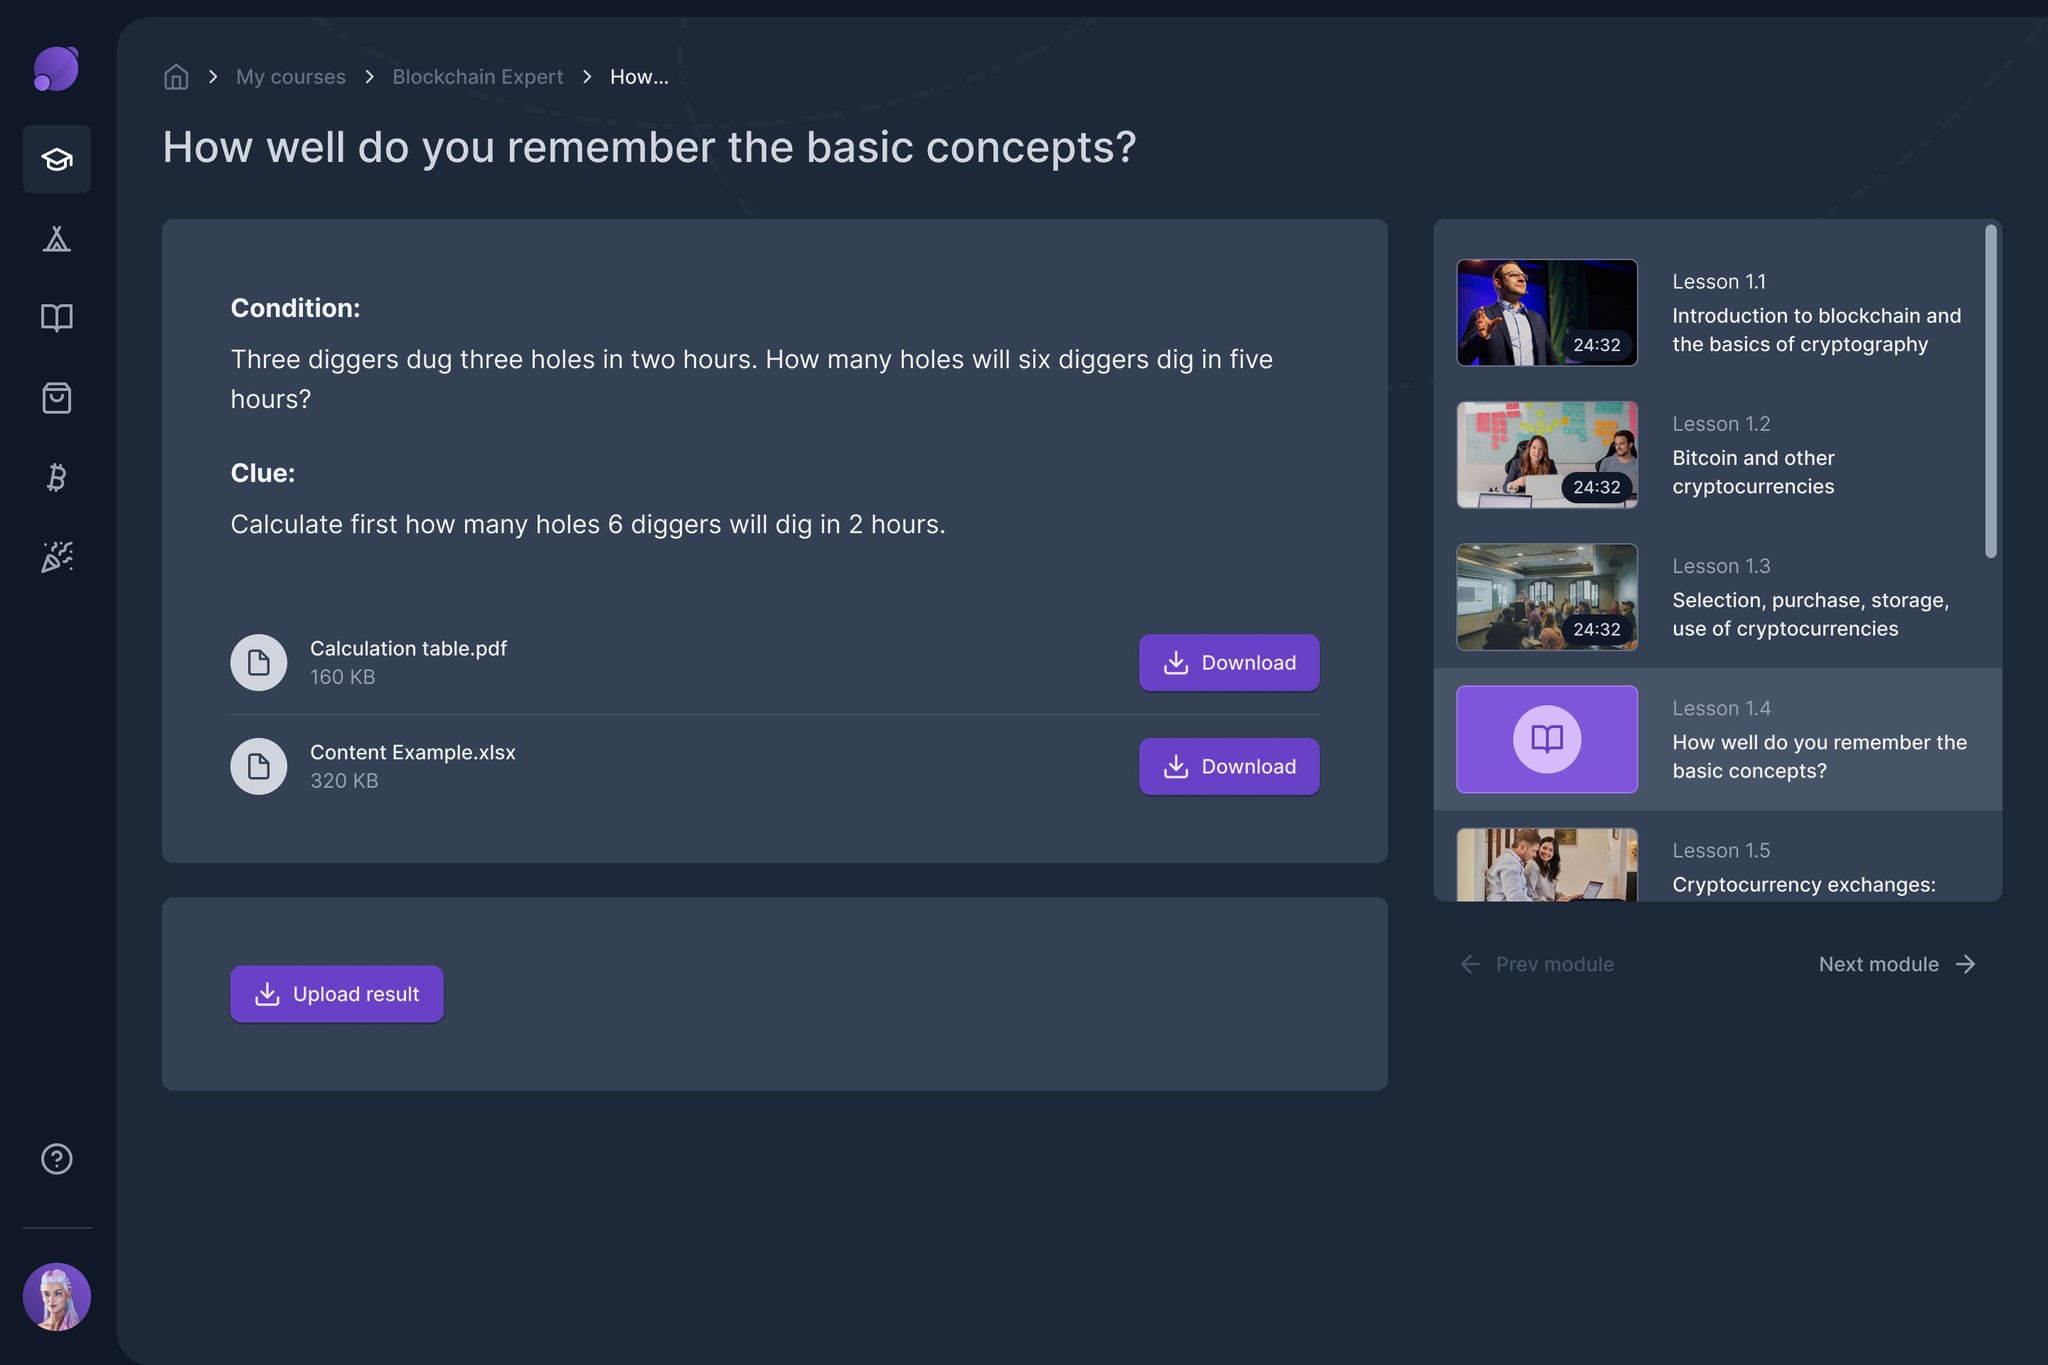 My courses
Blockchain Expert
How...
How well do you remember the basic concepts?
Condition:
Three diggers dug three holes in two hours. How many holes will six diggers dig in five
hours?
Clue:
Calculate first how many holes 6 diggers will dig in 2 hours.
Calculation table.pdf
160 KB
Download
Content Example.xlsx
320 KB
Download
Upload result
24:32
Lesson 1.1
Introduction to blockchain and
the basics of cryptography
24:32
Lesson 1.2
Bitcoin and other
cryptocurrencies
24:32
Lesson 1.3
Selection, purchase, storage,
use of cryptocurrencies
Lesson 1.4
How well do you remember the
basic concepts?
Lesson 1.5
Cryptocurrency exchanges:
Prev module
Next module